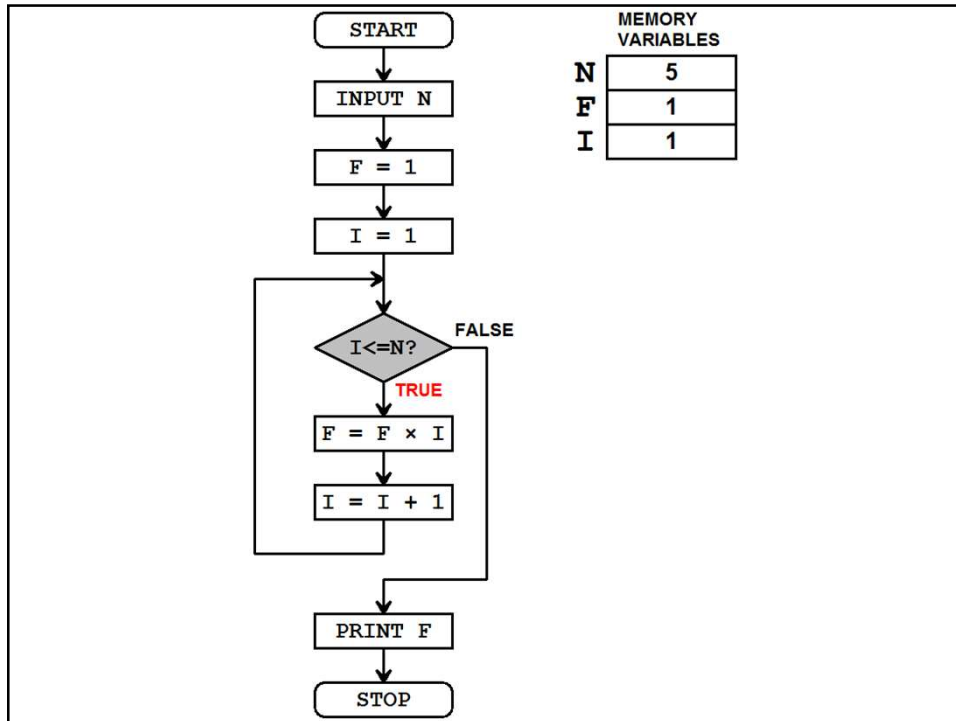 START
INPUT N
F = 1
I = 1
I<=N?
FALSE
TRUE
F = F × I
I = I + 1
PRINT F
STOP
MEMORY
VARIABLES
N 5
F 1
I 1